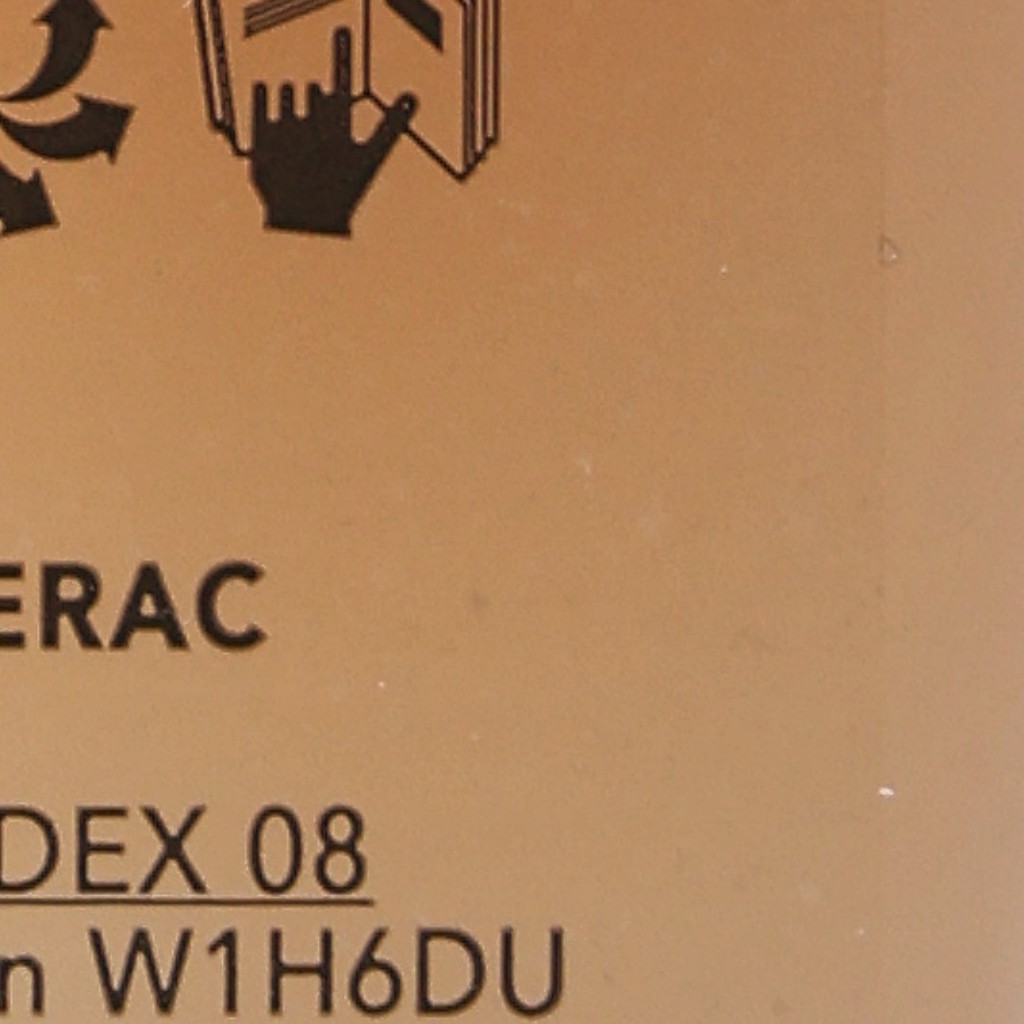 ERAC
DEX 08
n W1H6DU